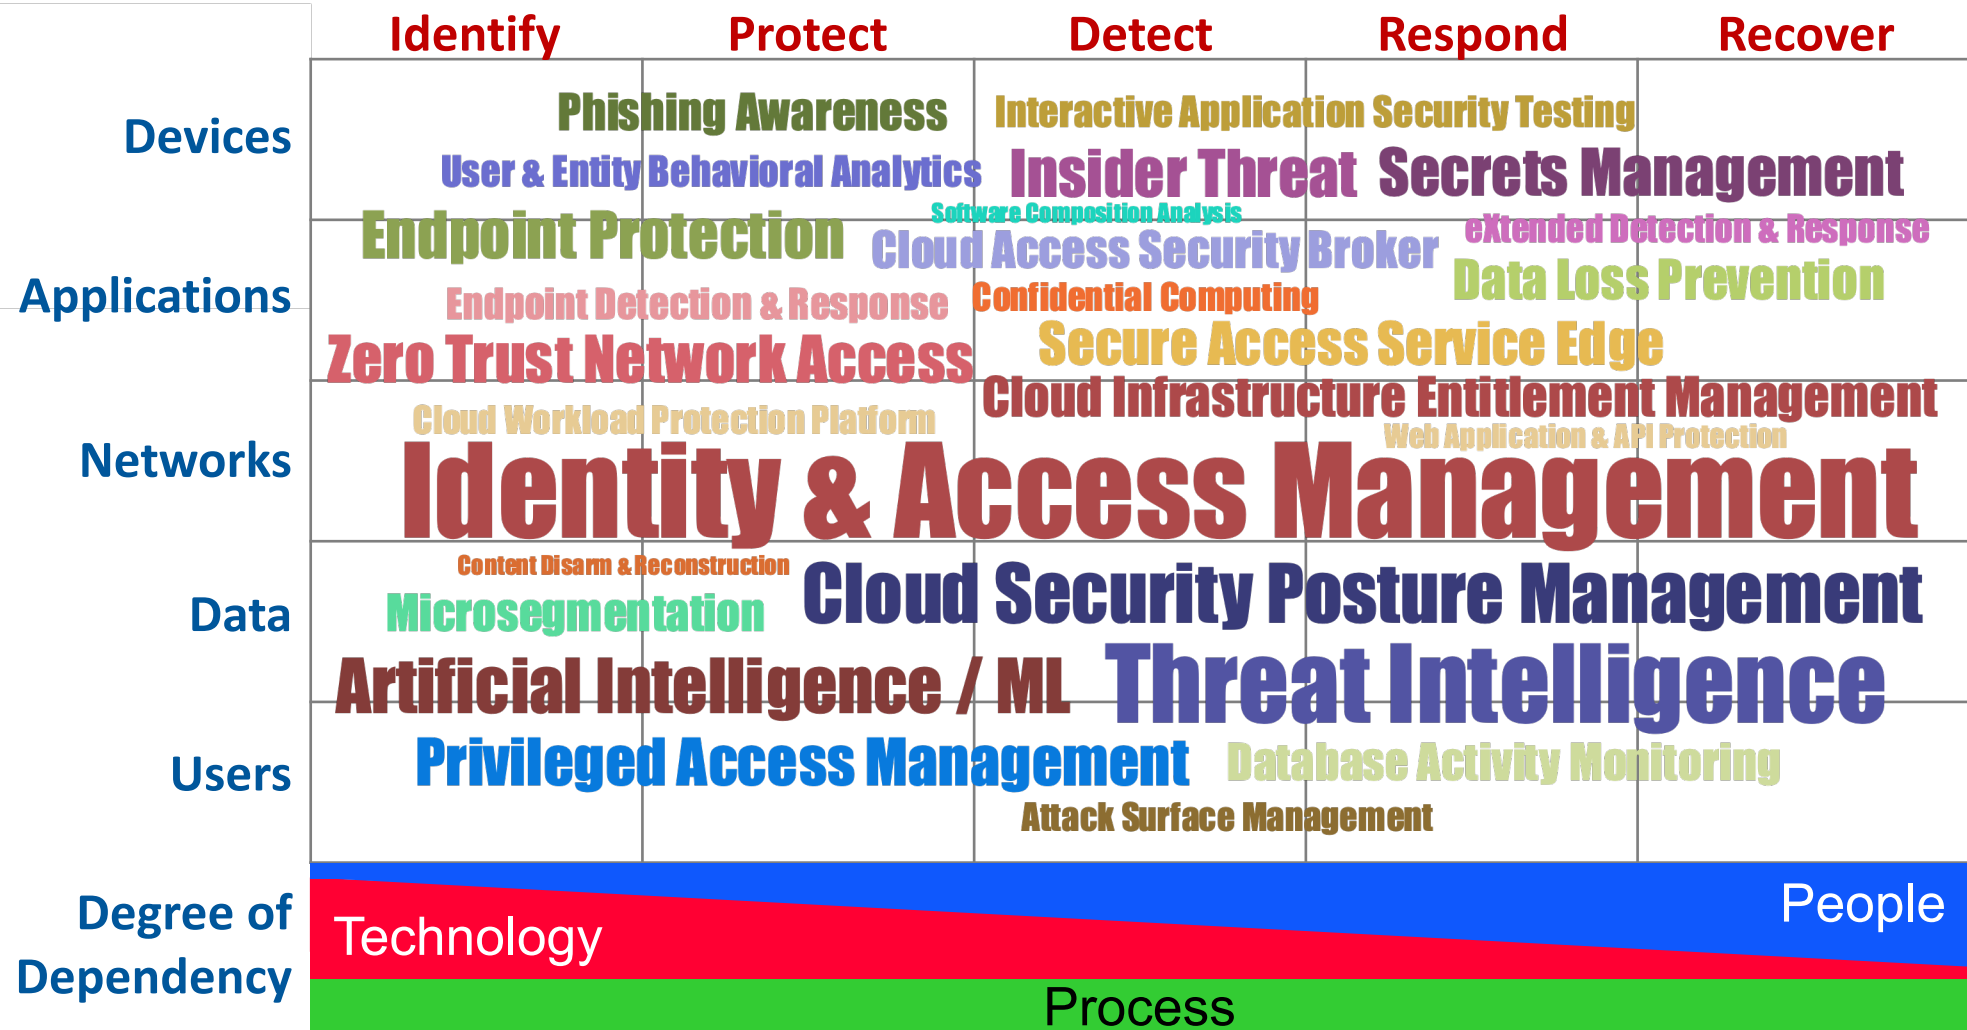 Identify Protect Detect Respond Recover
Devices
Phishing Awareness
Interactive Application Security Testing
User & Entity Behavioral Analytics
Insider Threat
Secrets Management
Software Composition Analysis
Applications
Endpoint Protection
Cloud Access Security Broker
eXtended Detection & Response
Data Loss Prevention
Endpoint Detection & Response
Confidential Computing
Zero Trust Network Access
Secure Access Service Edge
Networks
Cloud Infrastructure Entitlement Management
Cloud Workload Protection Platform
Web Application & API Protection
Identity & Access Management
Data
Content Disarm & Reconstruction
Cloud Security Posture Management
Microsegmentation
Artificial Intelligence / ML
Threat Intelligence
Users
Privileged Access Management
Database Activity Monitoring
Attack Surface Management
Degree of
Dependency
Technology
People
Process